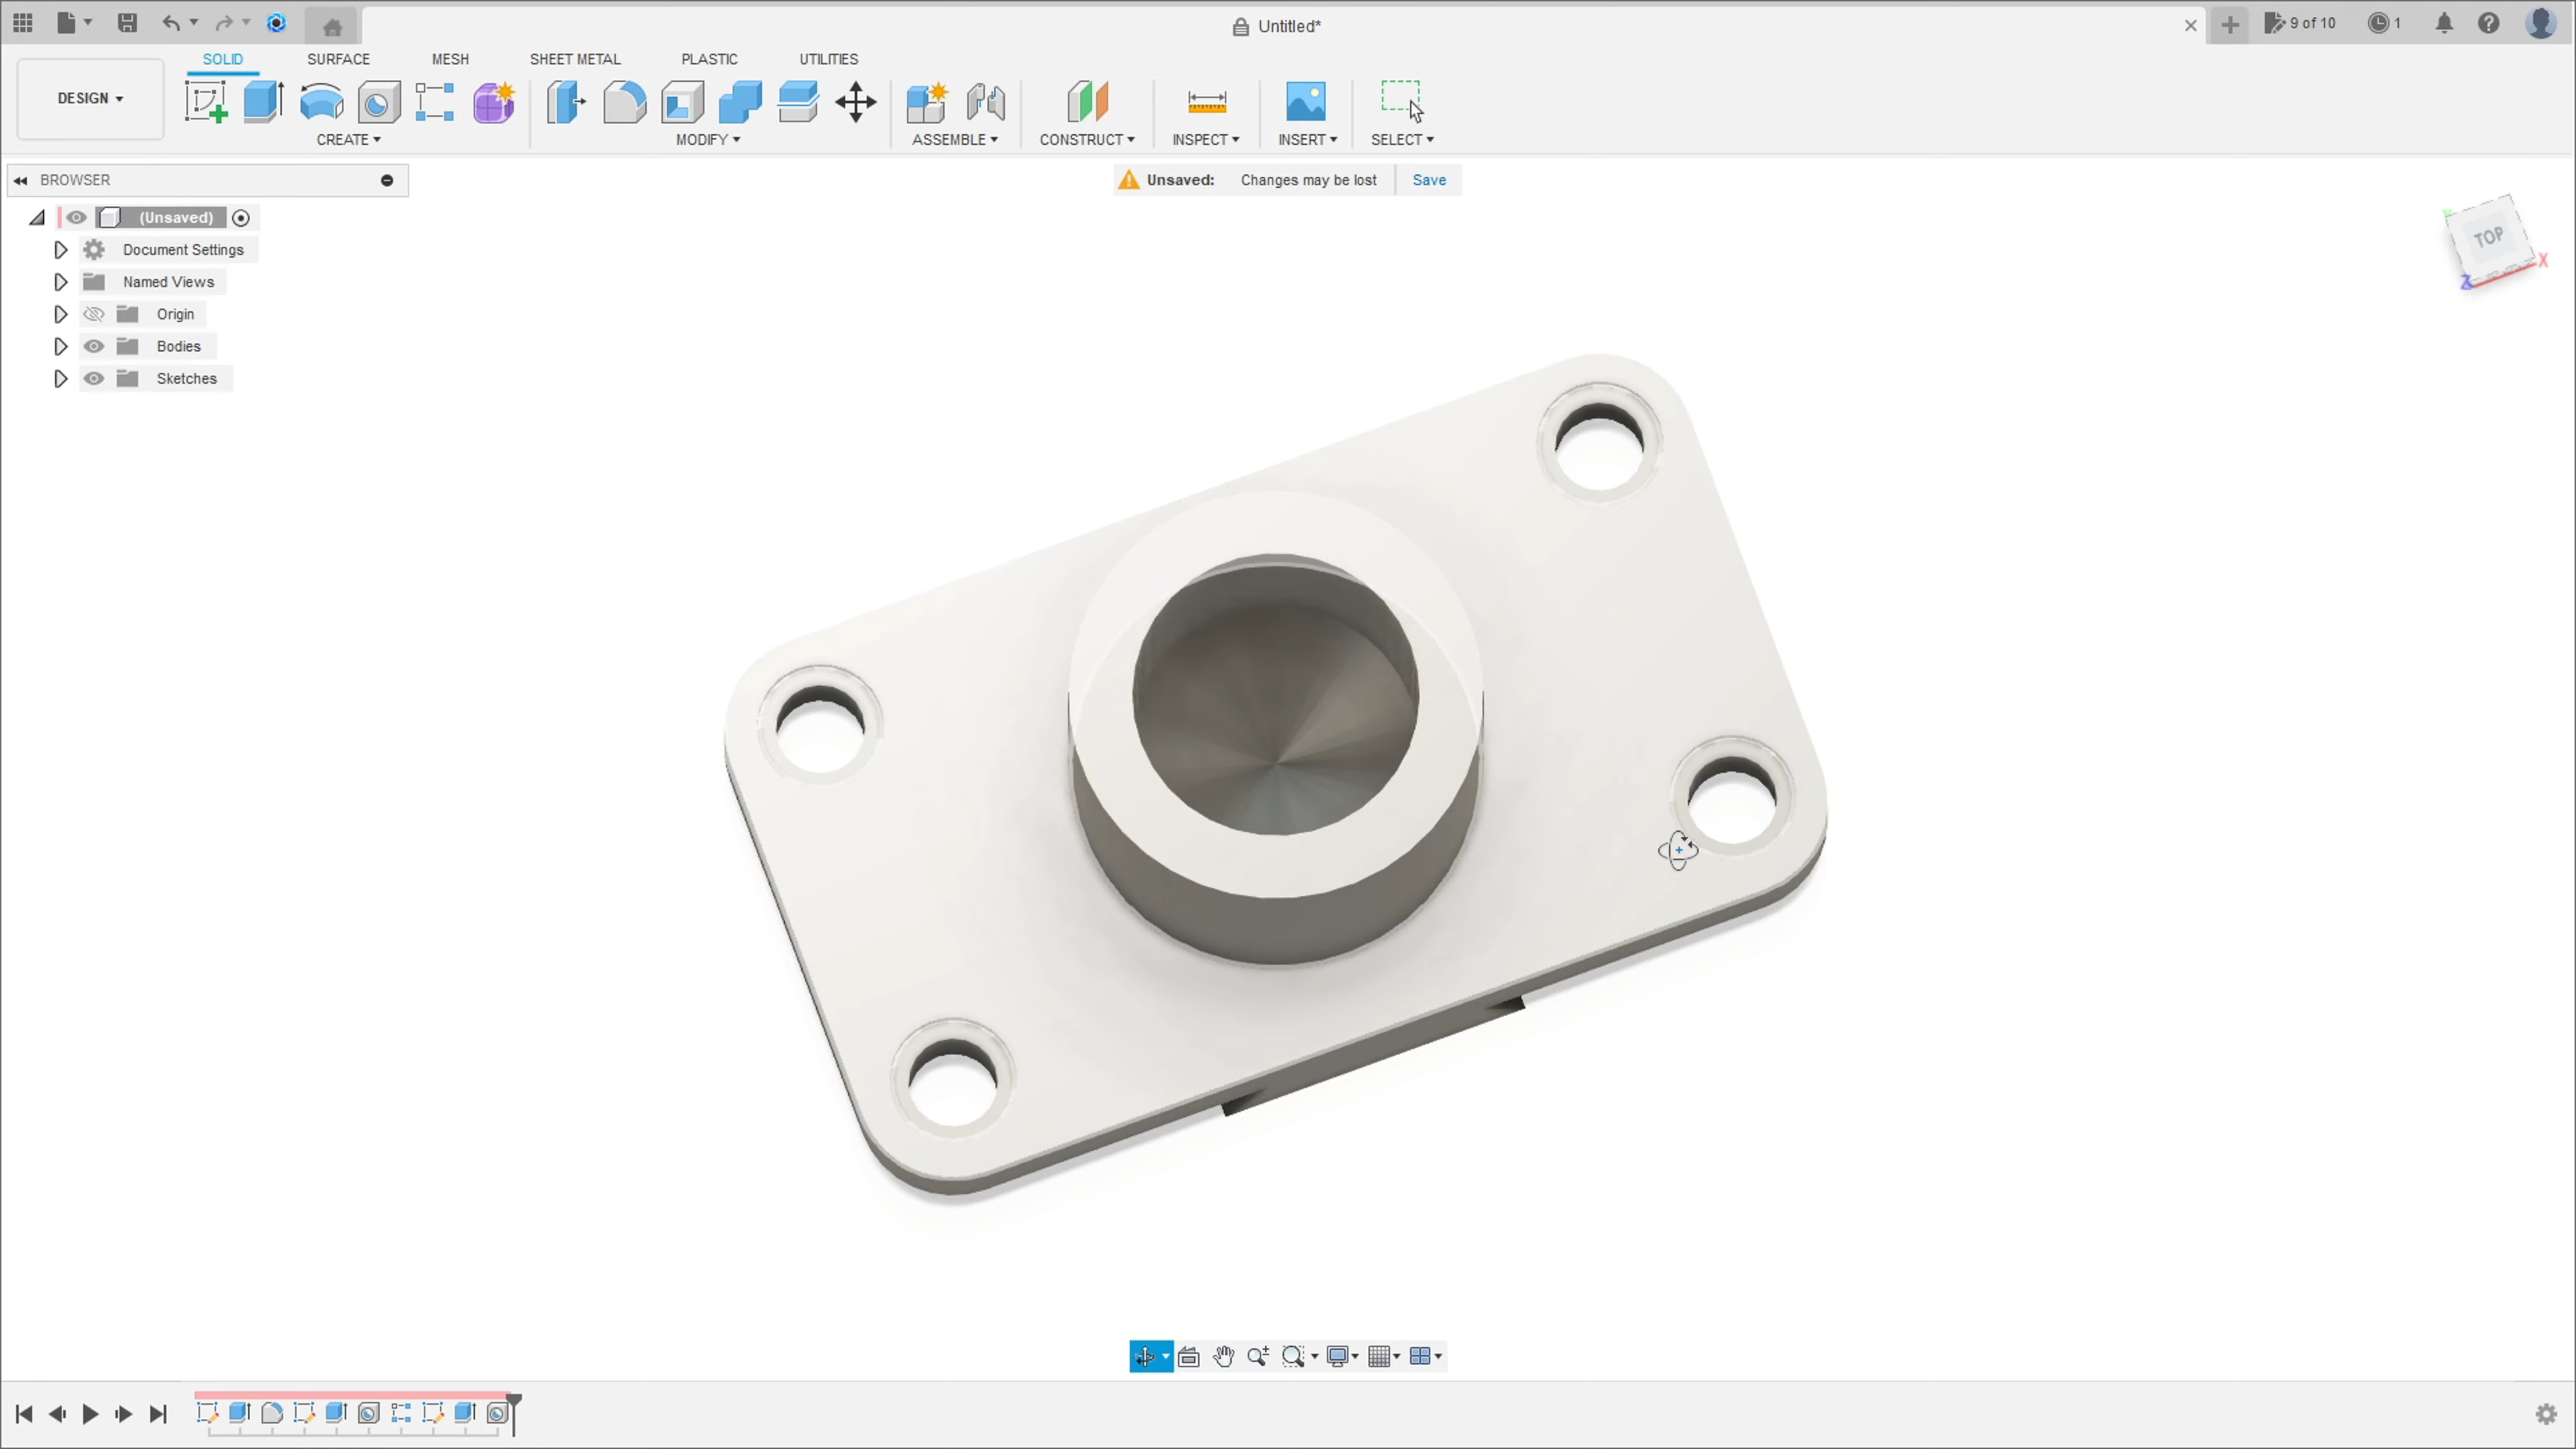 Untitled*
9 of 10
1
SOLID SURFACE MESH SHEET METAL PLASTIC UTILITIES
DESIGN
CREATE MODIFY ASSEMBLE CONSTRUCT INSPECT INSERT SELECT
BROWSER
Unsaved: Changes may be lost Save
(Unsaved)
Document Settings
Named Views
Origin
Bodies
Sketches
TOP
X
Z